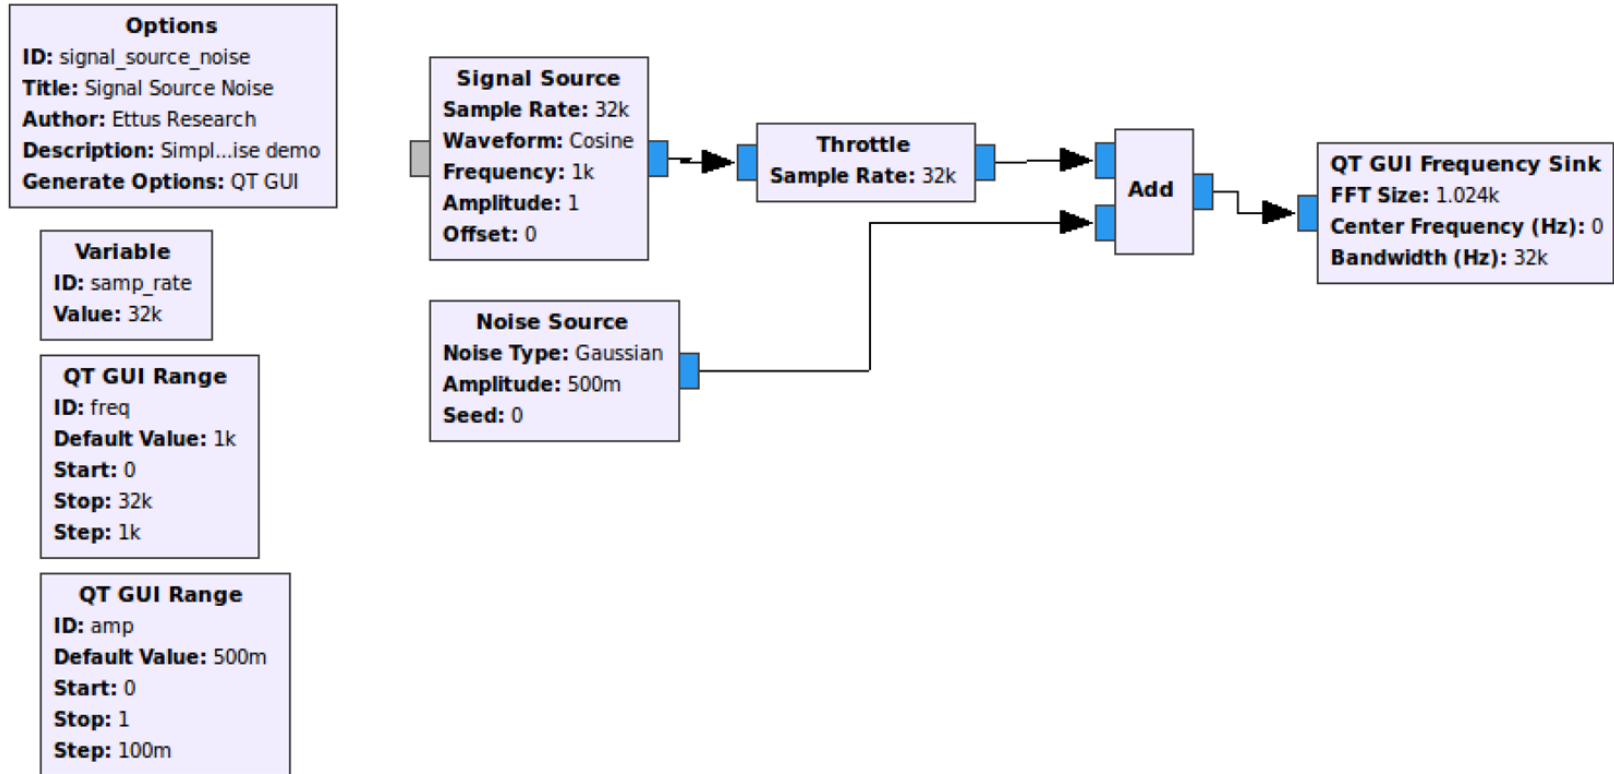 Options
ID: signal_source_noise
Title: Signal Source Noise
Author: Ettus Research
Description: Simpl...ise demo
Generate Options: QT GUI
Variable
ID: samp_rate
Value: 32k
QT GUI Range
ID: freq
Default Value: 1k
Start: 0
Stop: 32k
Step: 1k
QT GUI Range
ID: amp
Default Value: 500m
Start: 0
Stop: 1
Step: 100m
Signal Source
Sample Rate: 32k
Waveform: Cosine
Frequency: 1k
Amplitude: 1
Offset: 0
Noise Source
Noise Type: Gaussian
Amplitude: 500m
Seed: 0
Throttle
Sample Rate: 32k
Add
QT GUI Frequency Sink
FFT Size: 1.024k
Center Frequency (Hz): 0
Bandwidth (Hz): 32k